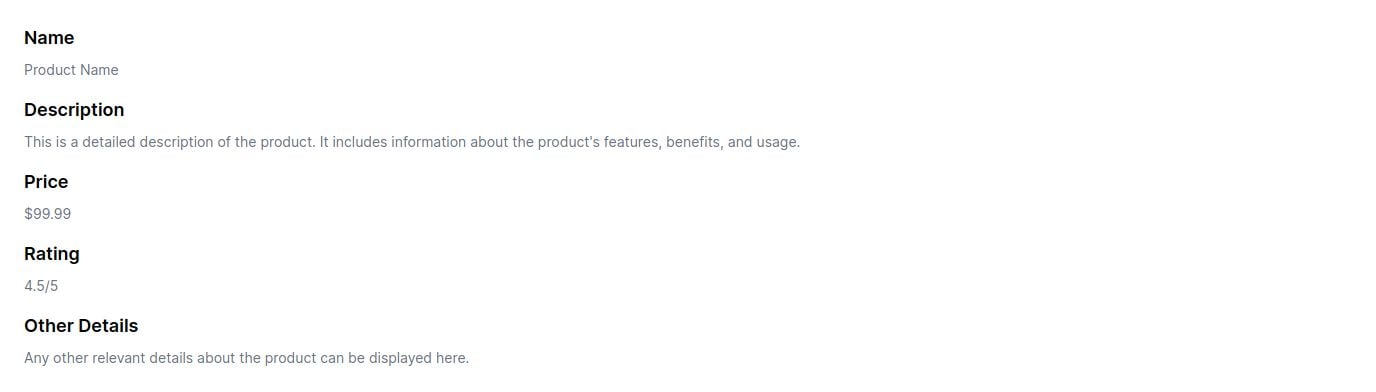 Name
Product Name
Description
This is a detailed description of the product. It includes information about the product's features, benefits, and usage.
Price
$99.99
Rating
4.5/5
Other Details
Any other relevant details about the product can be displayed here.